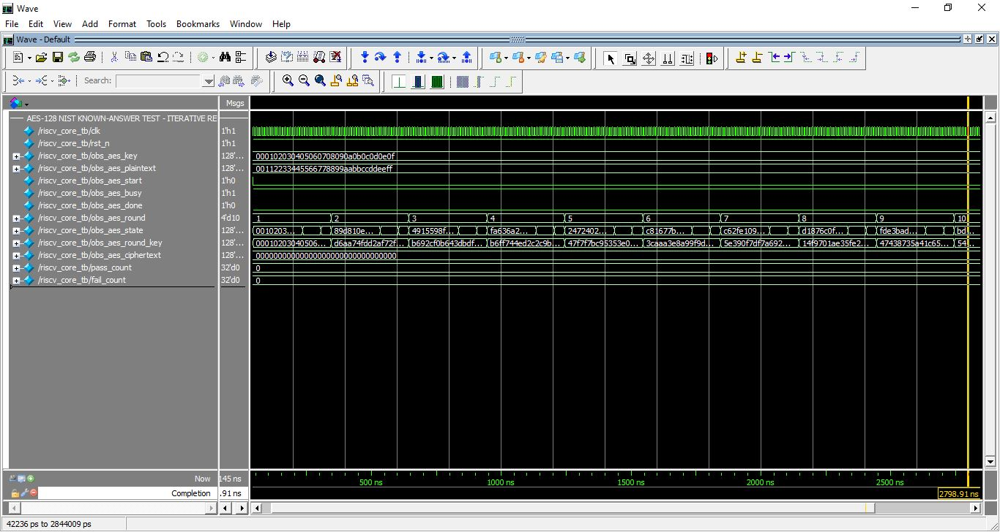 Wave
File Edit View Add Format Tools Bookmarks Window Help
Wave - Default
Search:
Msgs
AES-128 NIST KNOWN-ANSWER TEST - ITERATIVE RE
/riscv_core_tb/clk 1'h1
/riscv_core_tb/rst_n 1'h1
/riscv_core_tb/obs_aes_key 128'... 000102030405060708090a0b0c0d0e0f
/riscv_core_tb/obs_aes_plaintext 128'... 00112233445566778899aabbccddeeff
/riscv_core_tb/obs_aes_start 1'h0
/riscv_core_tb/obs_aes_busy 1'h1
/riscv_core_tb/obs_aes_done 1'h0
/riscv_core_tb/obs_aes_round 4'd10 1 2 3 4 5 6 7 8 9 10
/riscv_core_tb/obs_aes_state 128'... 0010203... 89d810e... 4915598f... fa636a2... 2472402... c81677b... c62fe109... d1876c0f... fde3bad... bd...
/riscv_core_tb/obs_aes_round_key 128'... 00010203040506... d6aa74fdd2af72f... b692cf0b643dbdf... b6ff744ed2c2c9b... 47f7f7bc95353e0... 3caaa3e8a99f9d... 5e390f7df7a692... 14f9701ae35fe2... 47438735a41c65... 54...
/riscv_core_tb/obs_aes_ciphertext 128'... 00000000000000000000000000000000
/riscv_core_tb/pass_count 32'd0 0
/riscv_core_tb/fail_count 32'd0 0
Now 145 ns 500 ns 1000 ns 1500 ns 2000 ns 2500 ns
Completion .91 ns 2798.91 ns
42236 ps to 2844009 ps